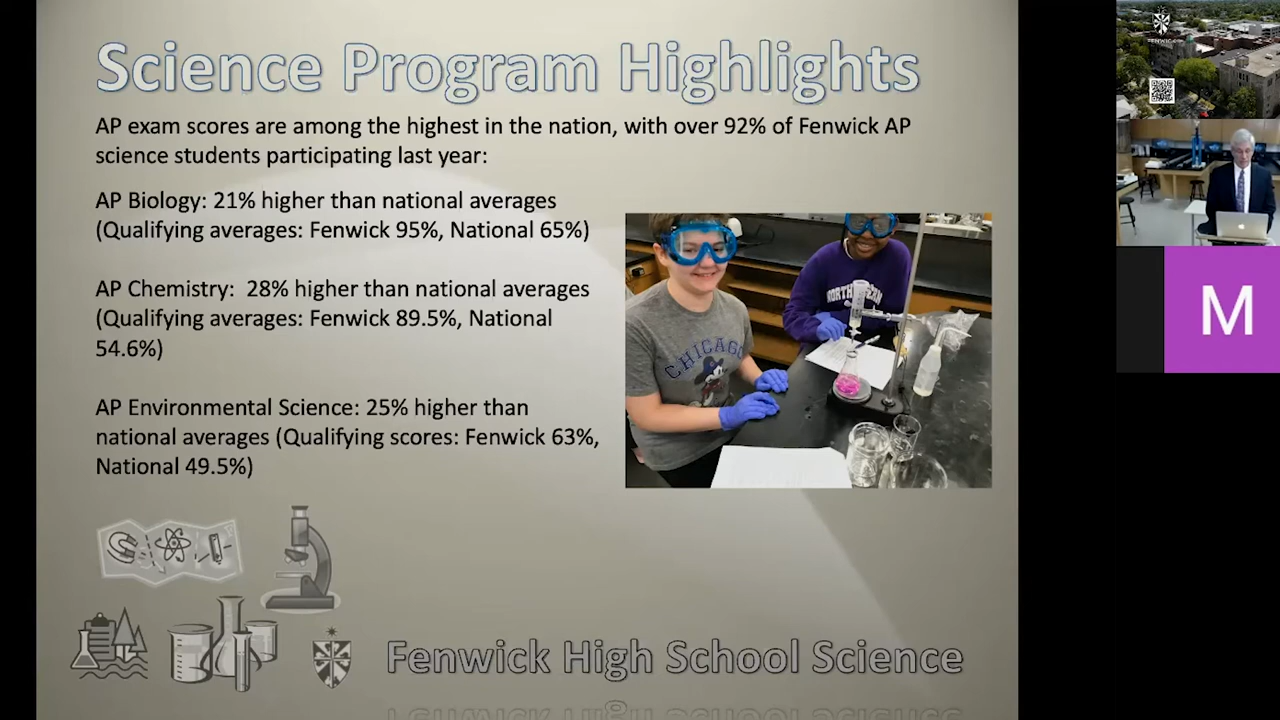 Science Program Highlights
AP exam scores are among the highest in the nation, with over 92% of Fenwick AP
science students participating last year:
AP Biology: 21% higher than national averages
(Qualifying averages: Fenwick 95%, National 65%)
AP Chemistry:  28% higher than national averages
(Qualifying averages: Fenwick 89.5%, National
54.6%)
AP Environmental Science: 25% higher than
national averages (Qualifying scores: Fenwick 63%,
National 49.5%)
CHICAGO
Fenwick High School Science
FENWICK
M